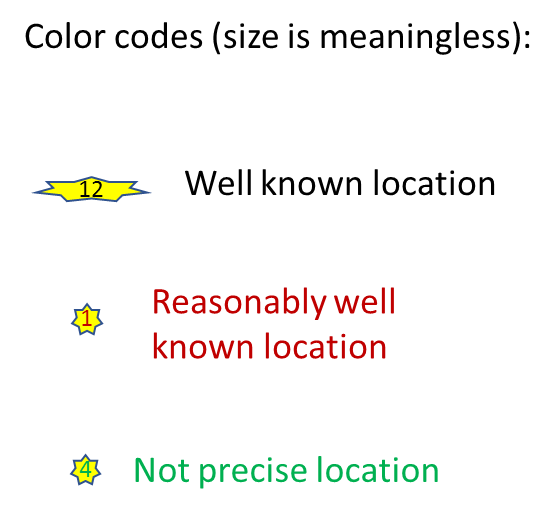 Color codes (size is meaningless):
12 Well known location
1 Reasonably well
known location
4 Not precise location